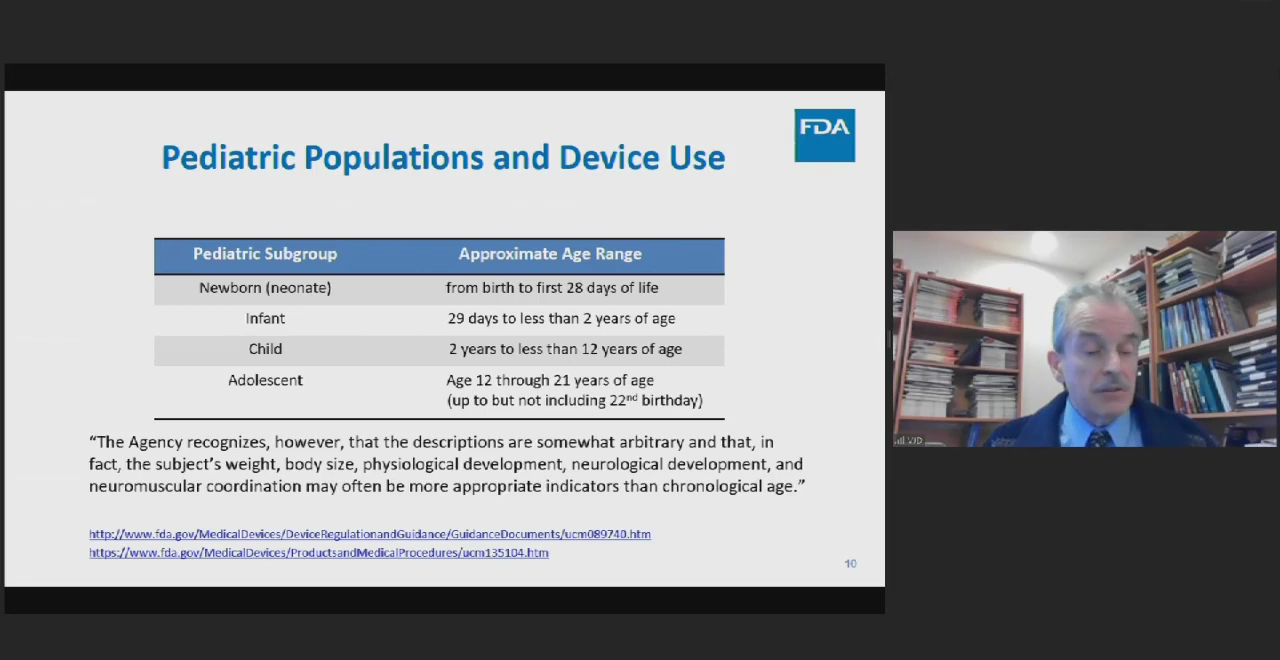 FDA
Pediatric Populations and Device Use
Pediatric Subgroup Approximate Age Range
Newborn (neonate) from birth to first 28 days of life
Infant 29 days to less than 2 years of age
Child 2 years to less than 12 years of age
Adolescent Age 12 through 21 years of age
(up to but not including 22nd birthday)
“The Agency recognizes, however, that the descriptions are somewhat arbitrary and that, in
fact, the subject’s weight, body size, physiological development, neurological development, and
neuromuscular coordination may often be more appropriate indicators than chronological age.”
http://www.fda.gov/MedicalDevices/DeviceRegulationandGuidance/GuidanceDocuments/ucm089740.htm
https://www.fda.gov/MedicalDevices/ProductsandMedicalProcedures/ucm135104.htm
10